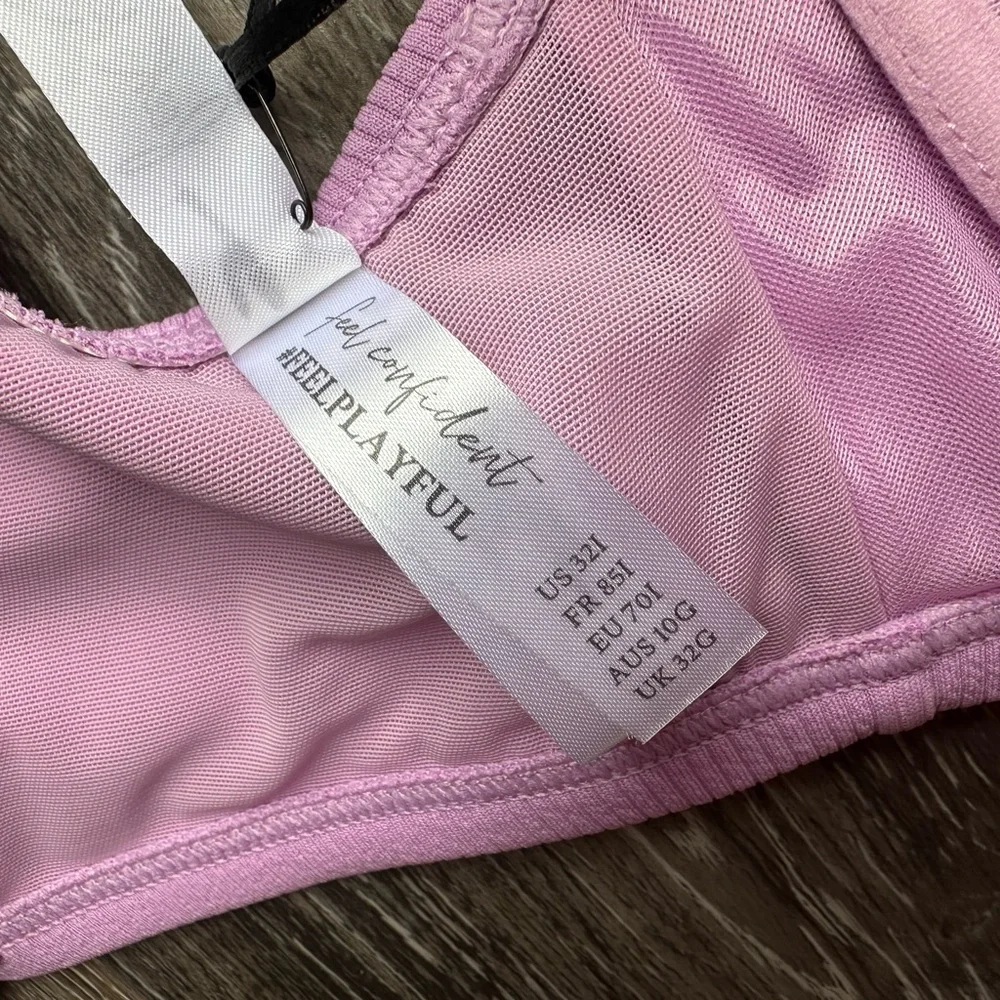 feel confident
#FEELPLAYFUL
US 32I
FR 85I
EU 70I
AUS 10G
UK 32G